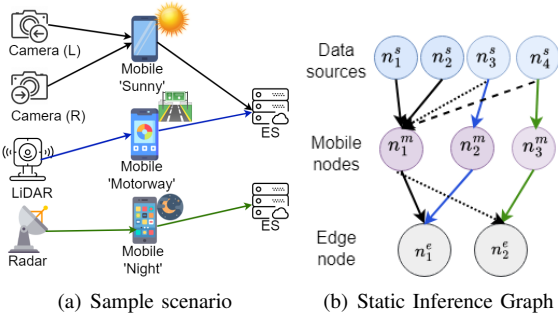 Camera (L)
Mobile
'Sunny'
Camera (R)
ES
LiDAR
Mobile
'Motorway'
Radar
Mobile
'Night'
ES
(a) Sample scenario
Data
sources
n₁ˢ n₂ˢ n₃ˢ n₄ˢ
Mobile
nodes
n₁ᵐ n₂ᵐ n₃ᵐ
Edge
node
n₁ᵉ n₂ᵉ
(b) Static Inference Graph